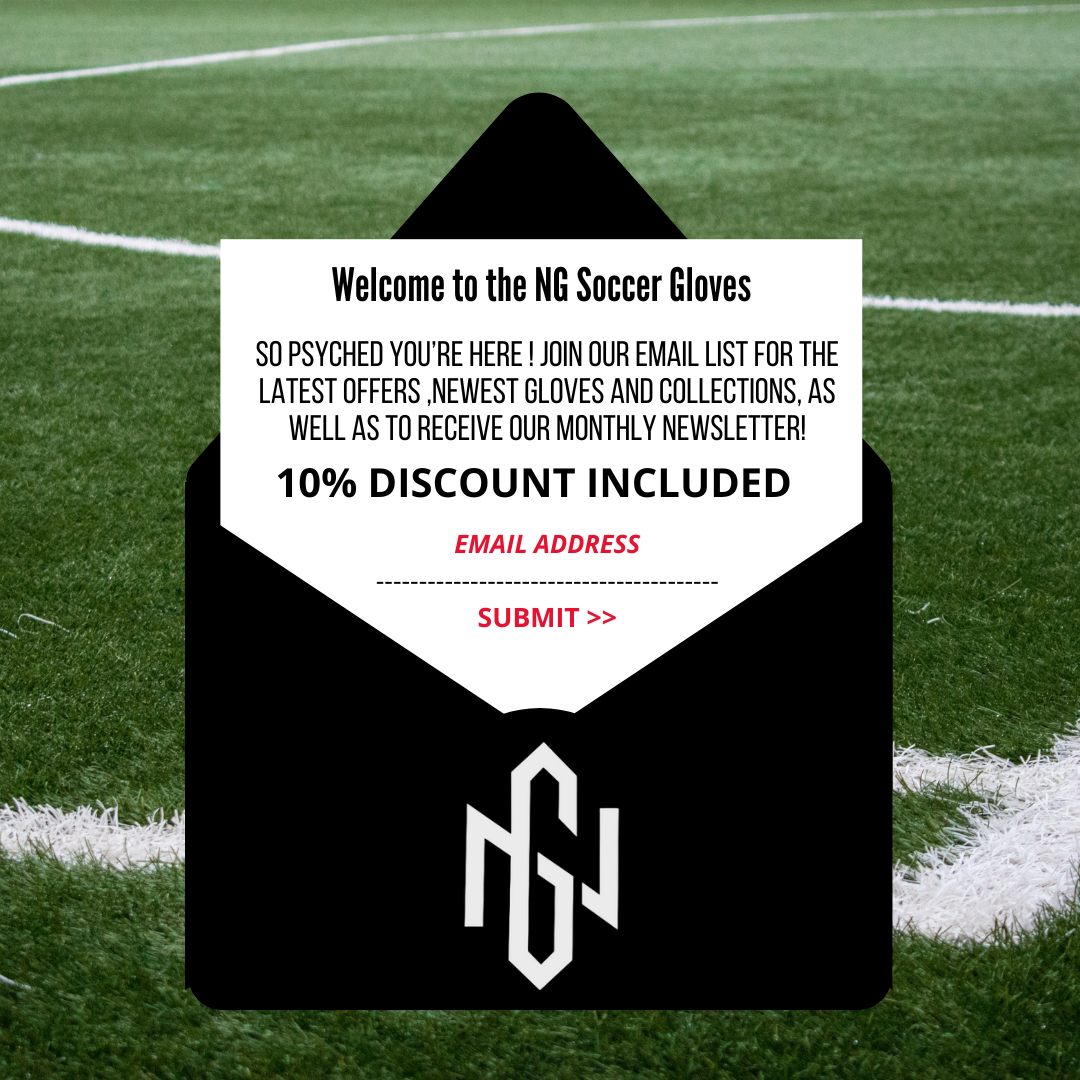 Welcome to the NG Soccer Gloves
SO PSYCHED YOU'RE HERE ! JOIN OUR EMAIL LIST FOR THE
LATEST OFFERS ,NEWEST GLOVES AND COLLECTIONS, AS
WELL AS TO RECEIVE OUR MONTHLY NEWSLETTER!
10% DISCOUNT INCLUDED
EMAIL ADDRESS
----------------------------------------
SUBMIT >>
NG